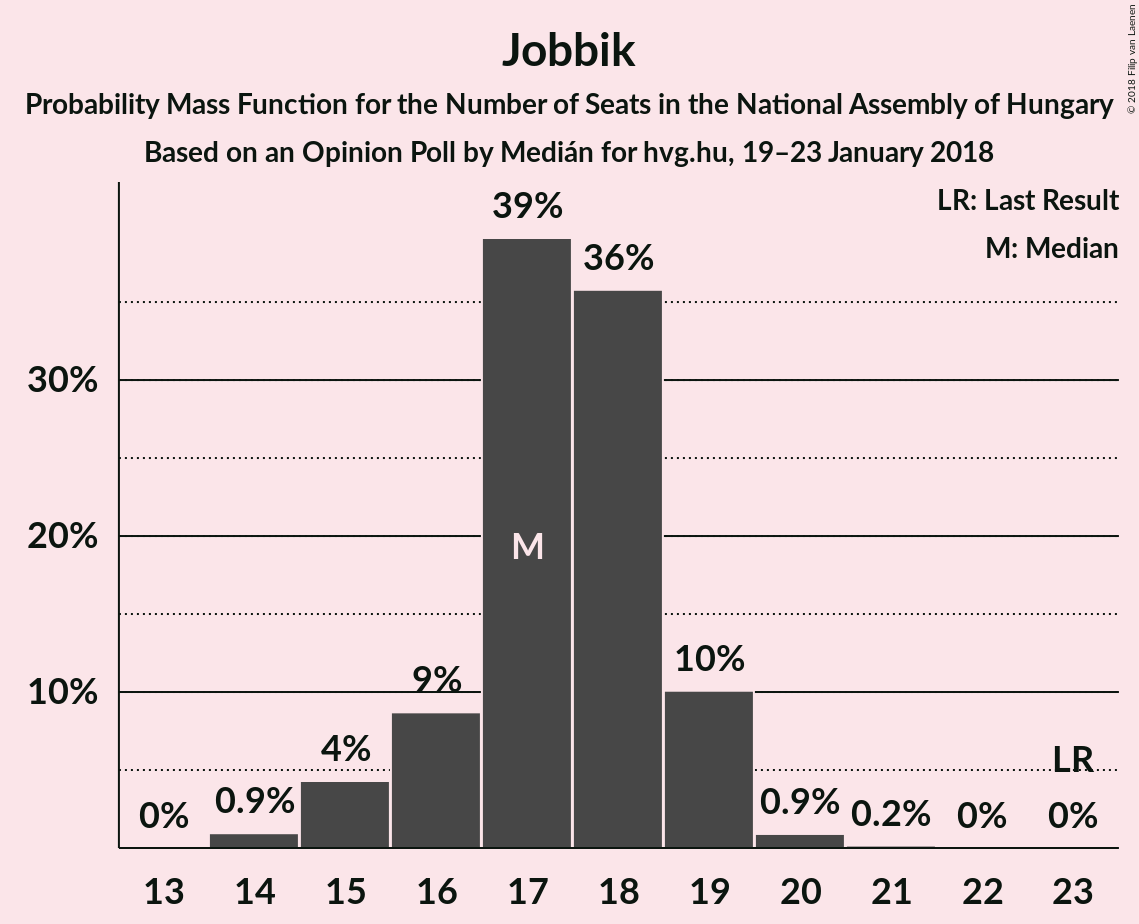 Jobbik
Probability Mass Function for the Number of Seats in the National Assembly of Hungary
Based on an Opinion Poll by Medián for hvg.hu, 19–23 January 2018
© 2018 Filip van Laenen
LR: Last Result
M: Median
39%
36%
30%
20%
M
10%
10%
9%
4%
LR
0%
0.9%
0.9%
0.2%
0%
0%
13 14 15 16 17 18 19 20 21 22 23